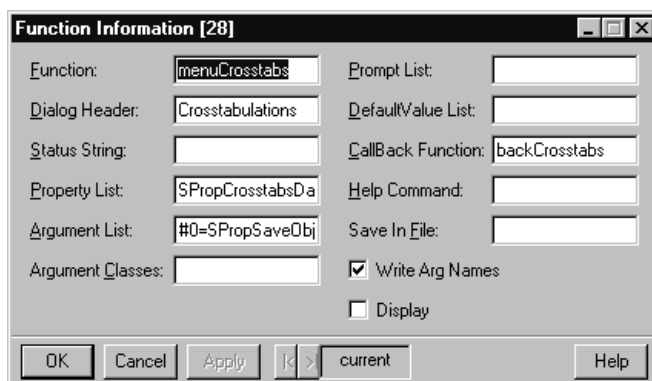 Function Information [28]
Function: menuCrosstabs
Dialog Header: Crosstabulations
Status String:
Property List: SPropCrosstabsDa
Argument List: #0=SPropSaveObj
Argument Classes:
Prompt List:
DefaultValue List:
CallBack Function: backCrosstabs
Help Command:
Save In File:
Write Arg Names
Display
OK Cancel Apply |< >| current Help